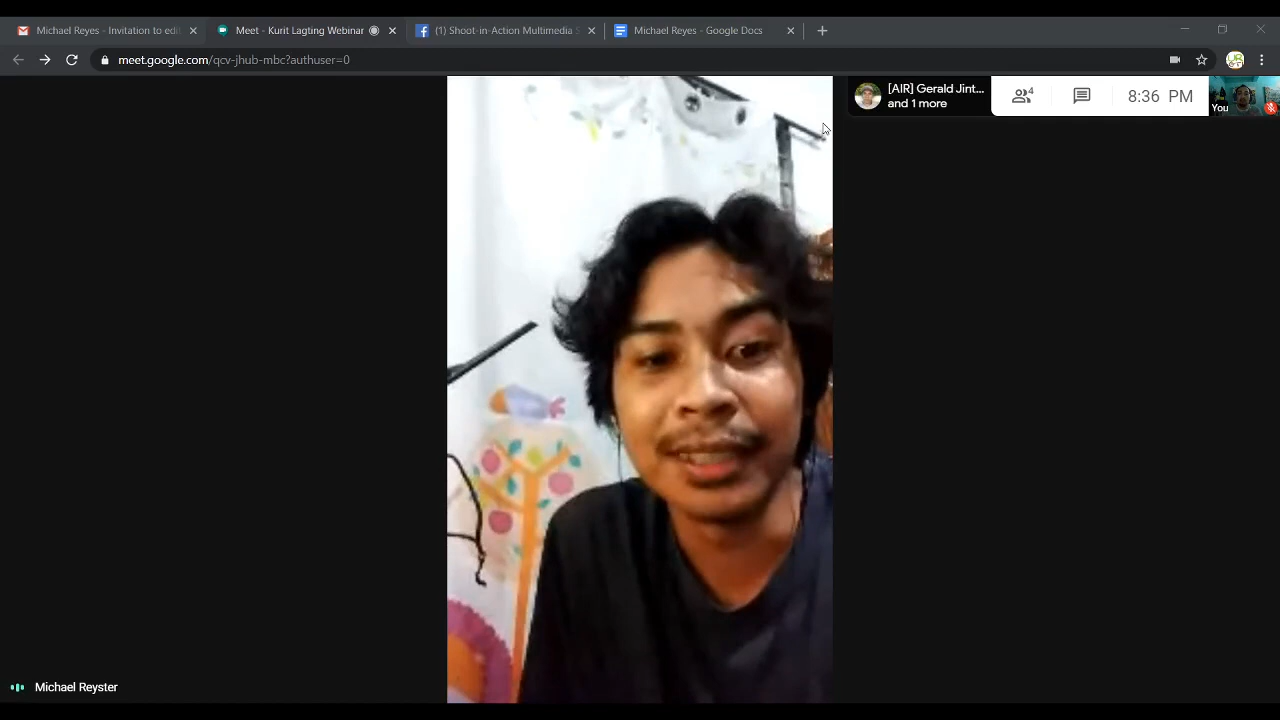 Michael Reyes - Invitation to edit
Meet - Kurit Lagting Webinar
(1) Shoot-in-Action Multimedia S
Michael Reyes - Google Docs
meet.google.com/qcv-jhub-mbc?authuser=0
[AIR] Gerald Jint...
and 1 more
4
8:36 PM
You
Michael Reyster